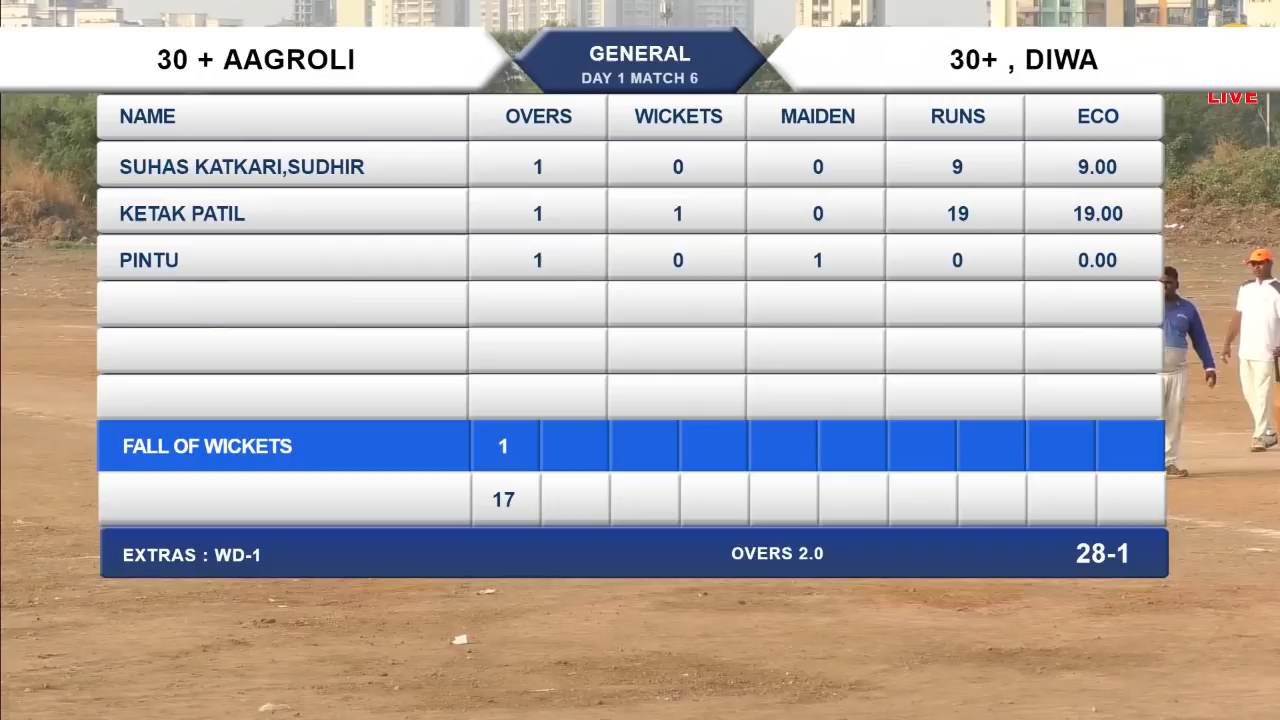 30 + AAGROLI
GENERAL
DAY 1 MATCH 6
30+ , DIWA
LIVE
NAME OVERS WICKETS MAIDEN RUNS ECO
SUHAS KATKARI,SUDHIR 1 0 0 9 9.00
KETAK PATIL 1 1 0 19 19.00
PINTU 1 0 1 0 0.00
FALL OF WICKETS 1
17
EXTRAS : WD-1 OVERS 2.0 28-1